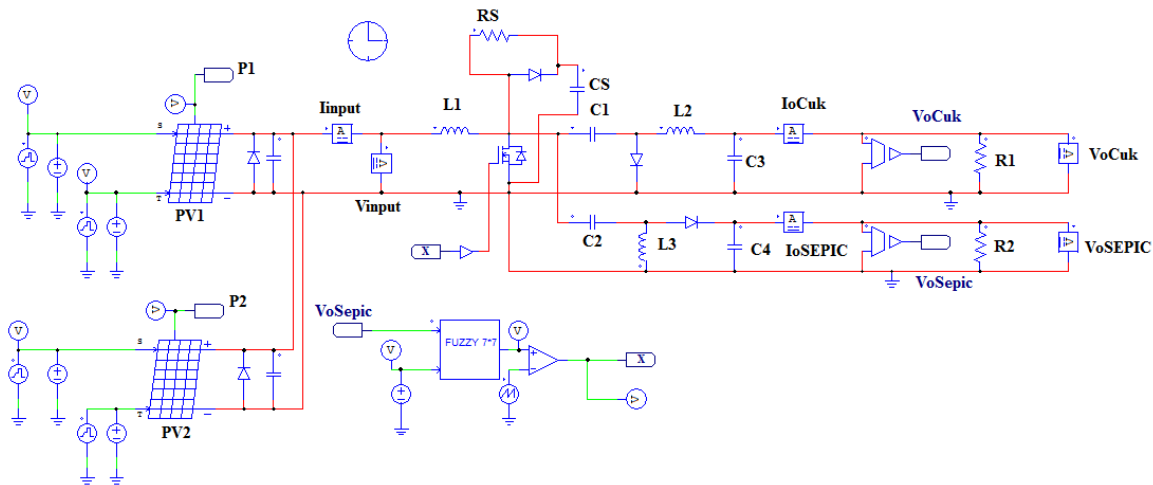 RS
P1
CS
V
Iinput
L1
C1
L2
IoCuk
VoCuk
A
A
V
S
+
V
V
C3
V
R1
V
VoCuk
T
−
PV1
Vinput
C2
A
X
L3
C4
IoSEPIC
V
R2
V
VoSEPIC
P2
VoSepic
V
VoSepic
V
S
+
V
FUZZY 7*7
V
+
−
X
T
−
V
PV2